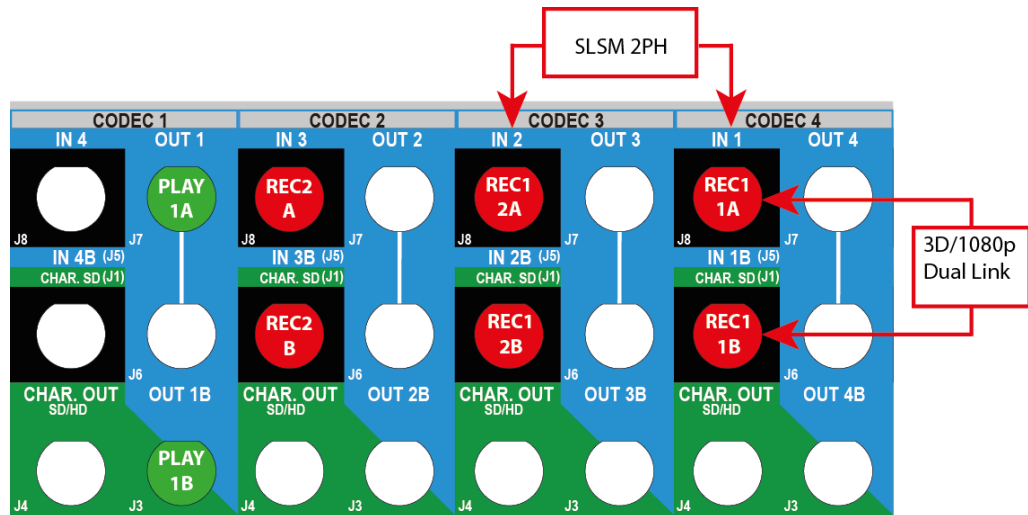 SLSM 2PH
CODEC 1 CODEC 2 CODEC 3 CODEC 4
IN 4 OUT 1 IN 3 OUT 2 IN 2 OUT 3 IN 1 OUT 4
PLAY 1A
REC2 A
REC1 2A
REC1 1A
J8 J7 J8 J7 J8 J7 J8 J7
3D/1080p
Dual Link
IN 4B (J5) IN 3B (J5) IN 2B (J5) IN 1B (J5)
CHAR. SD (J1) CHAR. SD (J1) CHAR. SD (J1) CHAR. SD (J1)
REC2 B
REC1 2B
REC1 1B
J6 J6 J6 J6
CHAR. OUT OUT 1B CHAR. OUT OUT 2B CHAR. OUT OUT 3B CHAR. OUT OUT 4B
SD/HD SD/HD SD/HD SD/HD
PLAY 1B
J4 J3 J4 J3 J4 J3 J4 J3